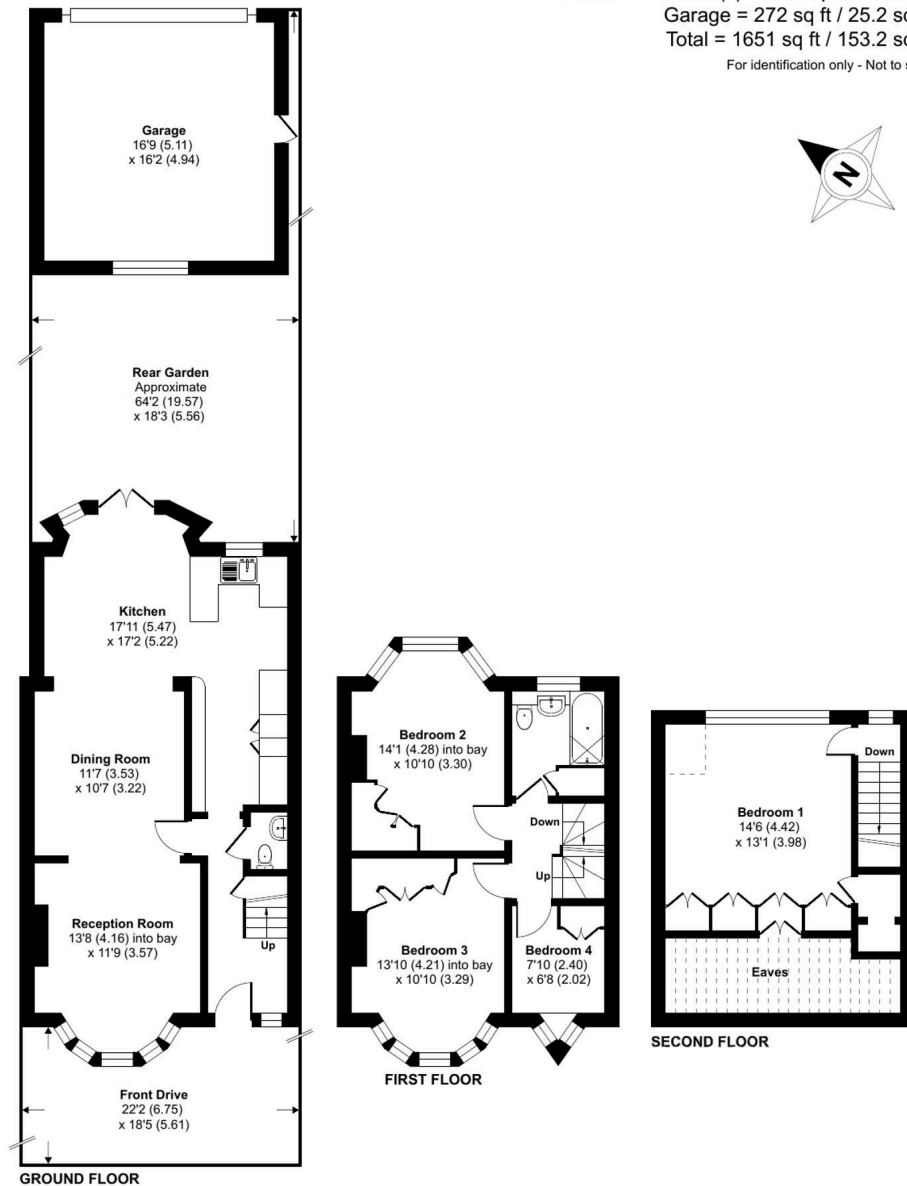 Garage = 272 sq ft / 25.2 sq
Total = 1651 sq ft / 153.2 sq
For identification only - Not to s
N
Garage
16'9 (5.11)
x 16'2 (4.94)
Rear Garden
Approximate
64'2 (19.57)
x 18'3 (5.56)
Kitchen
17'11 (5.47)
x 17'2 (5.22)
Dining Room
11'7 (3.53)
x 10'7 (3.22)
Reception Room
13'8 (4.16) into bay
x 11'9 (3.57)
Up
Front Drive
22'2 (6.75)
x 18'5 (5.61)
GROUND FLOOR
Bedroom 2
14'1 (4.28) into bay
x 10'10 (3.30)
Down
Up
Bedroom 3
13'10 (4.21) into bay
x 10'10 (3.29)
Bedroom 4
7'10 (2.40)
x 6'8 (2.02)
FIRST FLOOR
Down
Bedroom 1
14'6 (4.42)
x 13'1 (3.98)
Eaves
SECOND FLOOR